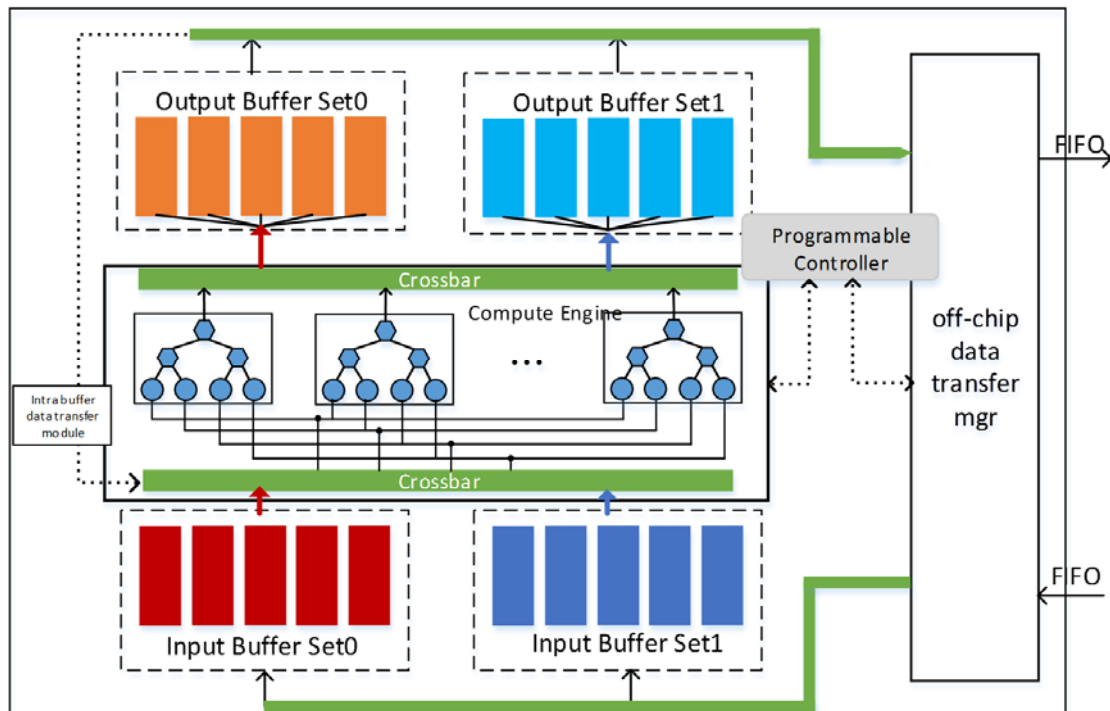 Output Buffer Set0
Output Buffer Set1
FIFO
Programmable
Controller
Crossbar
Compute Engine
...
off-chip
data
transfer
mgr
Intra buffer
data transfer
module
Crossbar
FIFO
Input Buffer Set0
Input Buffer Set1